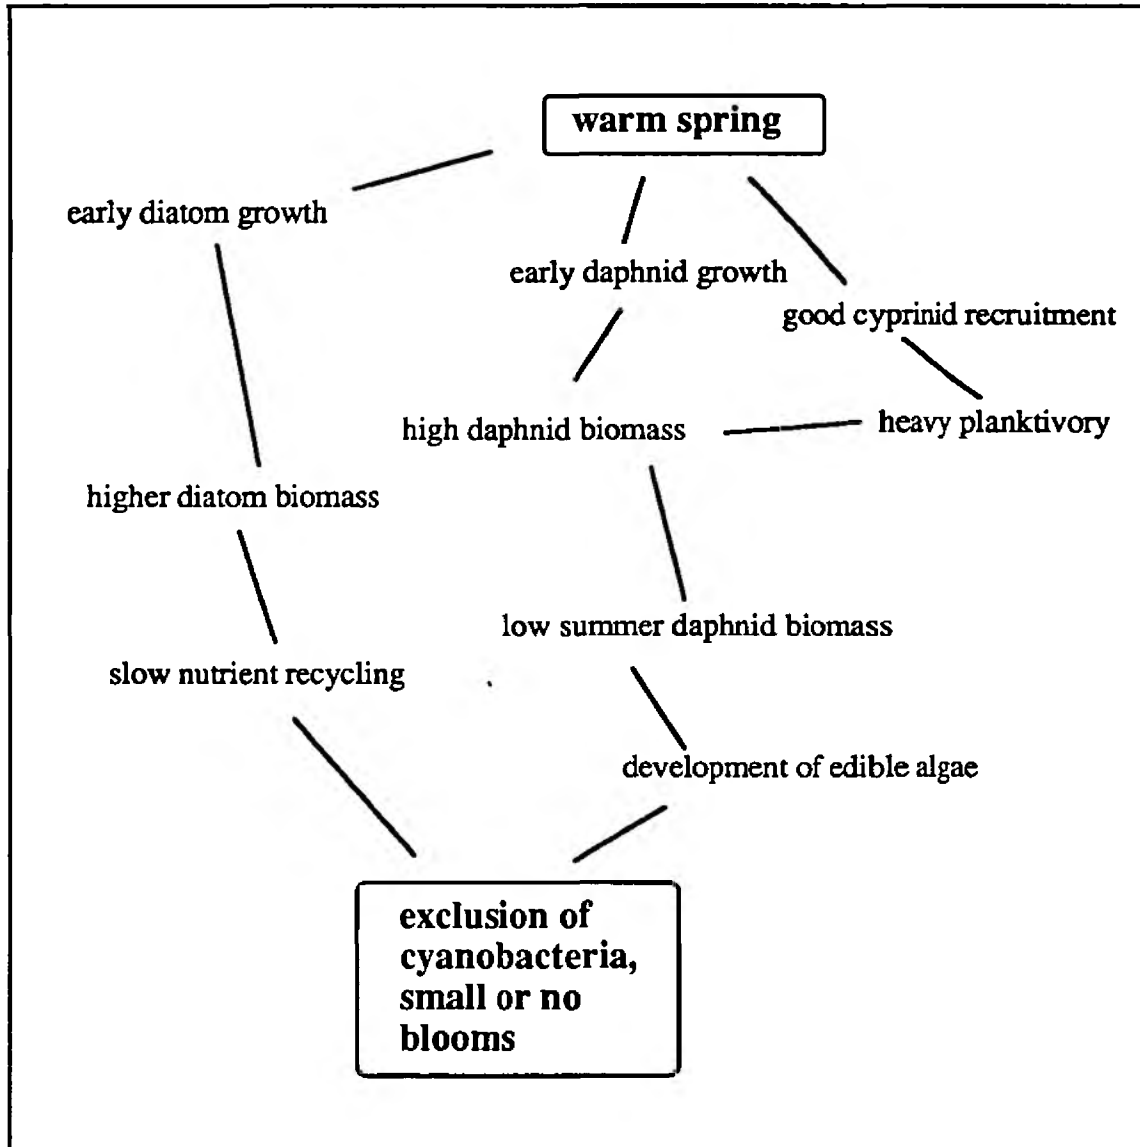 warm spring
early diatom growth
early daphnid growth
good cyprinid recruitment
high daphnid biomass
heavy planktivory
higher diatom biomass
low summer daphnid biomass
slow nutrient recycling
development of edible algae
exclusion of
cyanobacteria,
small or no
blooms